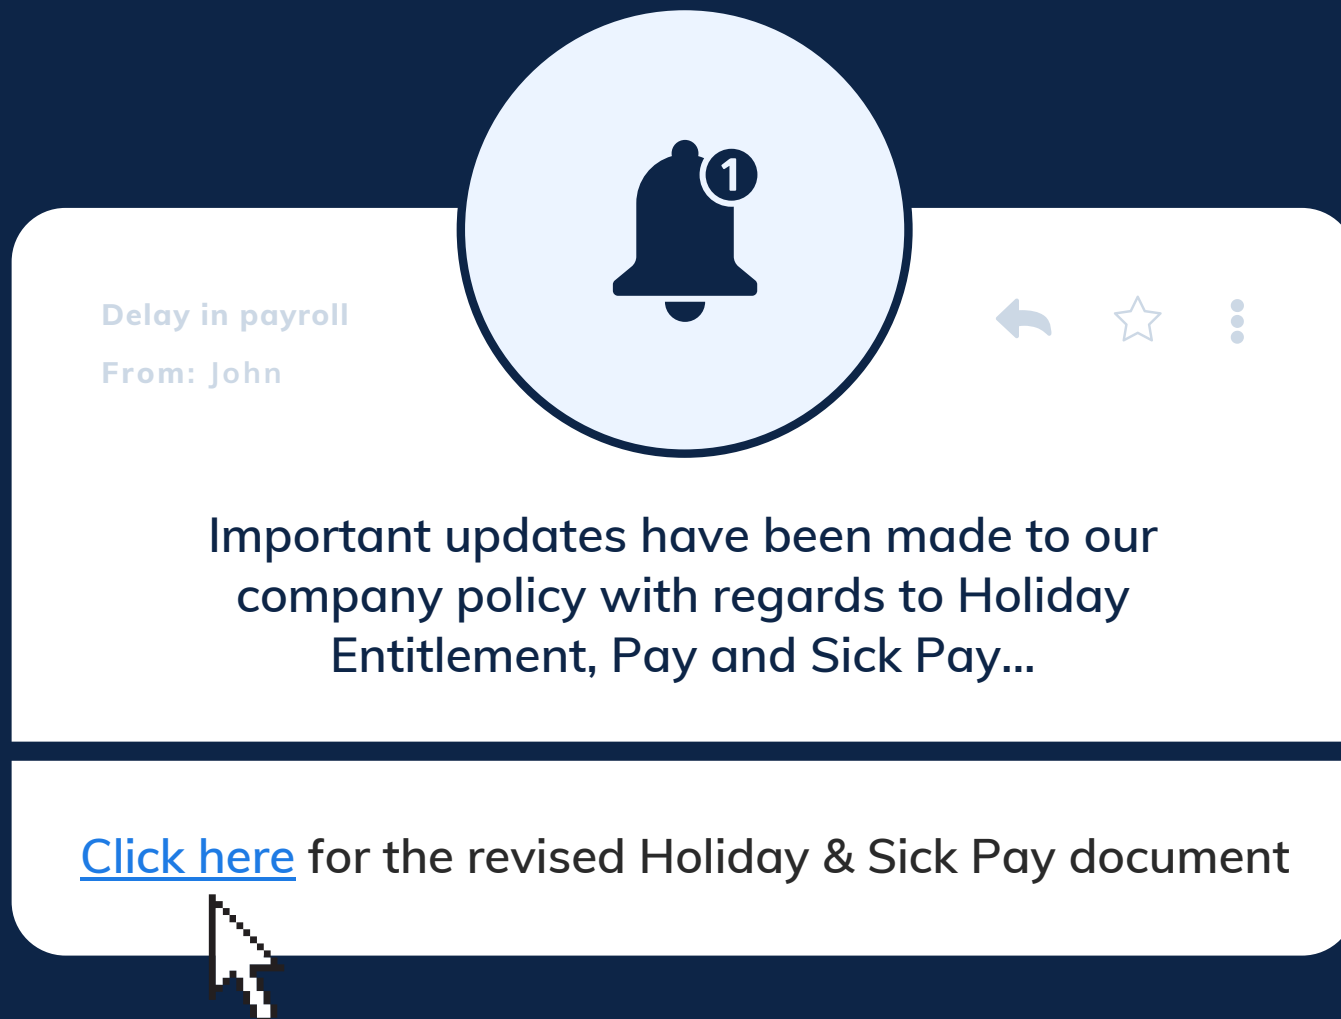 1
Delay in payroll
From: John
Important updates have been made to our
company policy with regards to Holiday
Entitlement, Pay and Sick Pay...
Click here for the revised Holiday & Sick Pay document